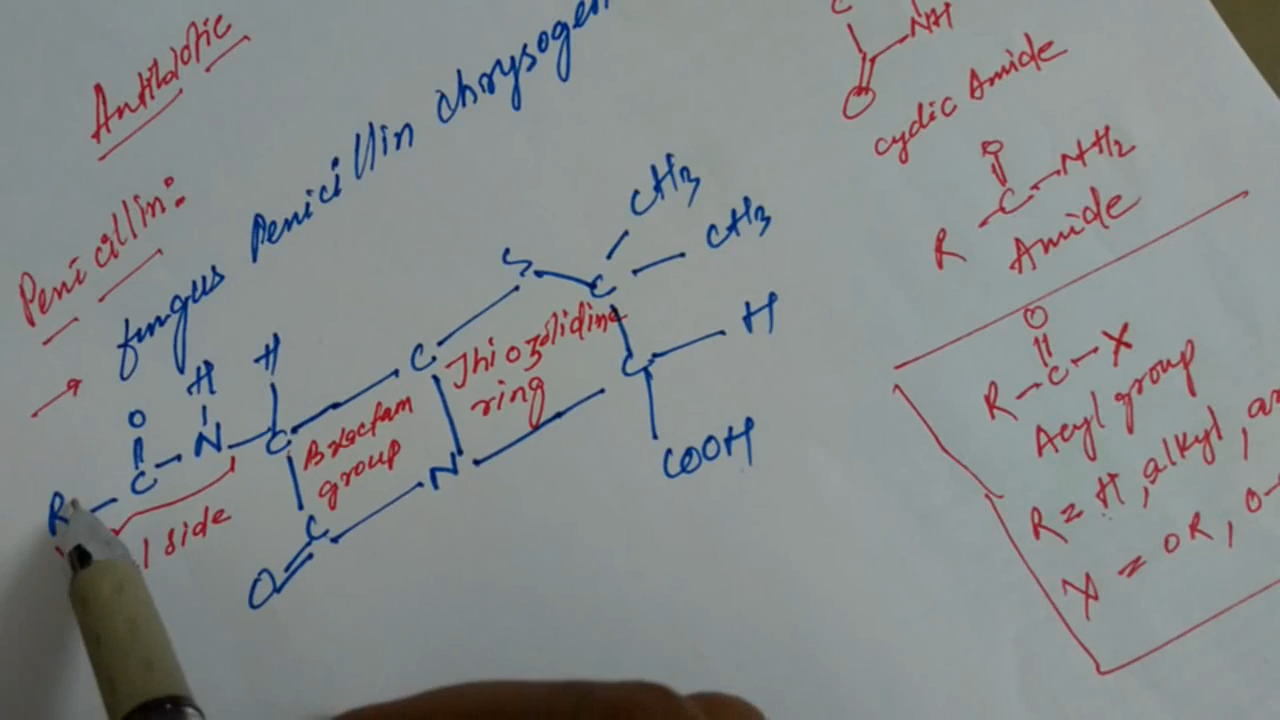 Antibiotic
Penicillin:
→ fungus Penicillin chrysogen
CH3
CH3
S
C
H
C
COOH
N
C
Thiozolidine
ring
H
C
H
N
O
C
R
group
C
O
l side
C
NH
O
cyclic Amide
O
R-C-NH2
Amide
O
R-C-X
Acyl group
R = H, alkyl, ar
X = OR, O-